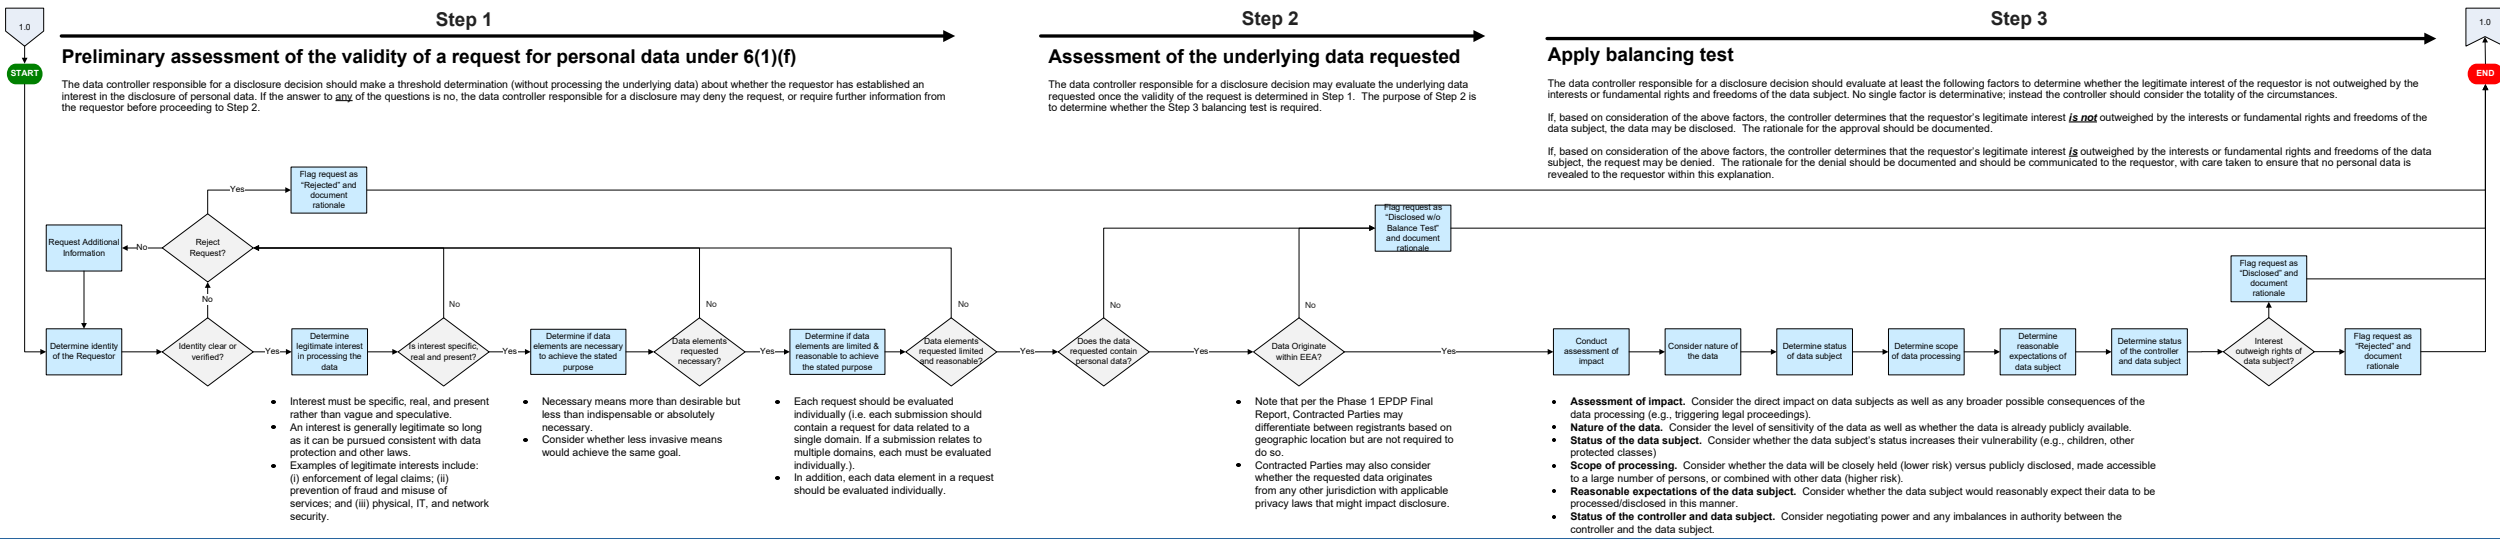 1.0
START
Step 1
Preliminary assessment of the validity of a request for personal data under 6(1)(f)
The data controller responsible for a disclosure decision should make a threshold determination (without processing the underlying data) about whether the requestor has established an
interest in the disclosure of personal data. If the answer to any of the questions is no, the data controller responsible for a disclosure may deny the request, or require further information from
the requestor before proceeding to Step 2.
Step 2
Assessment of the underlying data requested
The data controller responsible for a disclosure decision may evaluate the underlying data
requested once the validity of the request is determined in Step 1. The purpose of Step 2 is
to determine whether the Step 3 balancing test is required.
Step 3
Apply balancing test
The data controller responsible for a disclosure decision should evaluate at least the following factors to determine whether the legitimate interest of the requestor is not outweighed by the
interests or fundamental rights and freedoms of the data subject. No single factor is determinative; instead the controller should consider the totality of the circumstances.
If, based on consideration of the above factors, the controller determines that the requestor's legitimate interest is not outweighed by the interests or fundamental rights and freedoms of the
data subject, the data may be disclosed. The rationale for the approval should be documented.
If, based on consideration of the above factors, the controller determines that the requestor's legitimate interest is outweighed by the interests or fundamental rights and freedoms of the data
subject, the request may be denied. The rationale for the denial should be documented and should be communicated to the requestor, with care taken to ensure that no personal data is
revealed to the requestor within this explanation.
1.0
END
Yes
Flag request as
“Rejected” and
document
rationale
Request Additional
Information
No
Reject
Request?
No
Determine identity
of the Requestor
Identity clear or
verified?
Yes
Determine
legitimate interest
in processing the
data
Is interest specific,
real and present?
No
Yes
Determine if data
elements are necessary
to achieve the stated
purpose
Data elements
requested
necessary?
No
Yes
Determine if data
elements are limited &
reasonable to achieve
the stated purpose
Data elements
requested limited
and reasonable?
No
Yes
Does the data
requested contain
personal data?
No
Yes
Data Originate
within EEA?
No
Yes
Flag request as
“Disclosed w/o
Balance Test”
and document
rationale
Conduct
assessment of
impact
Consider nature of
the data
Determine status
of data subject
Determine scope
of data processing
Determine
reasonable
expectations of
data subject
Determine status
of the controller
and data subject
Interest
outweigh rights of
data subject?
Flag request as
“Disclosed” and
document
rationale
Flag request as
“Rejected” and
document
rationale
• Interest must be specific, real, and present
rather than vague and speculative.
• An interest is generally legitimate so long
as it can be pursued consistent with data
protection and other laws.
• Examples of legitimate interests include:
(i) enforcement of legal claims; (ii)
prevention of fraud and misuse of
services; and (iii) physical, IT, and network
security.
• Necessary means more than desirable but
less than indispensable or absolutely
necessary.
• Consider whether less invasive means
would achieve the same goal.
• Each request should be evaluated
individually (i.e. each submission should
contain a request for data related to a
single domain. If a submission relates to
multiple domains, each must be evaluated
individually.).
• In addition, each data element in a request
should be evaluated individually.
• Note that per the Phase 1 EPDP Final
Report, Contracted Parties may
differentiate between registrants based on
geographic location but are not required to
do so.
• Contracted Parties may also consider
whether the requested data originates
from any other jurisdiction with applicable
privacy laws that might impact disclosure.
• Assessment of impact. Consider the direct impact on data subjects as well as any broader possible consequences of the
data processing (e.g., triggering legal proceedings).
• Nature of the data. Consider the level of sensitivity of the data as well as whether the data is already publicly available.
• Status of the data subject. Consider whether the data subject's status increases their vulnerability (e.g., children, other
protected classes)
• Scope of processing. Consider whether the data will be closely held (lower risk) versus publicly disclosed, made accessible
to a large number of persons, or combined with other data (higher risk).
• Reasonable expectations of the data subject. Consider whether the data subject would reasonably expect their data to be
processed/disclosed in this manner.
• Status of the controller and data subject. Consider negotiating power and any imbalances in authority between the
controller and the data subject.